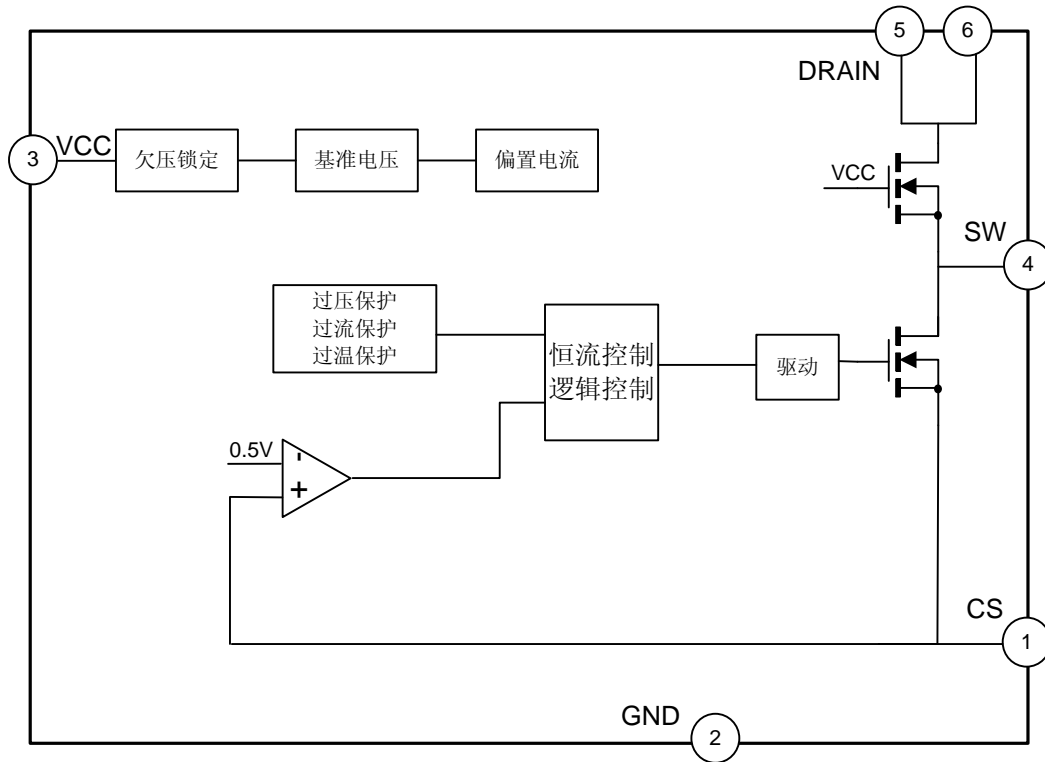 5
6
DRAIN
3
VCC
欠压锁定
基准电压
偏置电流
VCC
SW
4
过压保护
过流保护
过温保护
恒流控制
逻辑控制
驱动
0.5V
-
+
CS
1
GND
2